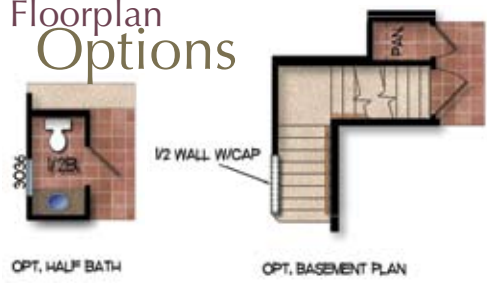 Floorplan
Options
PAN.
1/2 WALL W/CAP
1/2B.
3036
OPT. HALF BATH
OPT. BASEMENT PLAN